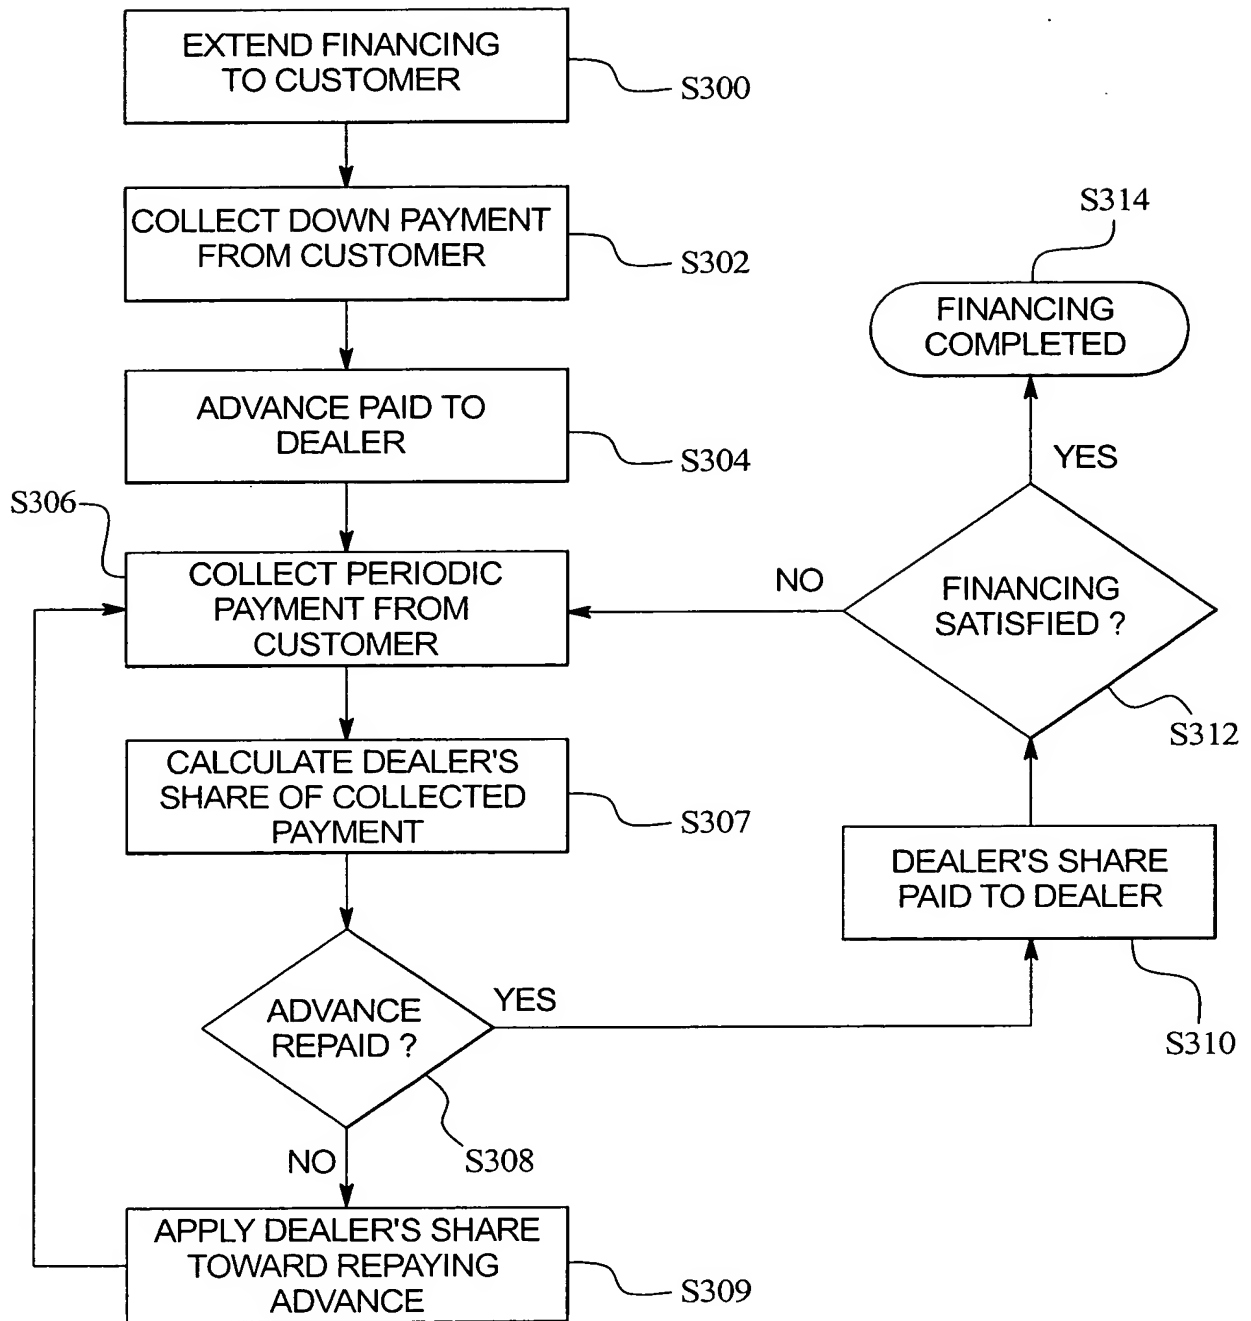 EXTEND FINANCING
TO CUSTOMER
S300
COLLECT DOWN PAYMENT
FROM CUSTOMER
S302
ADVANCE PAID TO
DEALER
S304
S306
COLLECT PERIODIC
PAYMENT FROM
CUSTOMER
CALCULATE DEALER'S
SHARE OF COLLECTED
PAYMENT
S307
ADVANCE
REPAID ?
YES
NO
S308
APPLY DEALER'S SHARE
TOWARD REPAYING
ADVANCE
S309
DEALER'S SHARE
PAID TO DEALER
S310
FINANCING
SATISFIED ?
NO
YES
S312
FINANCING
COMPLETED
S314